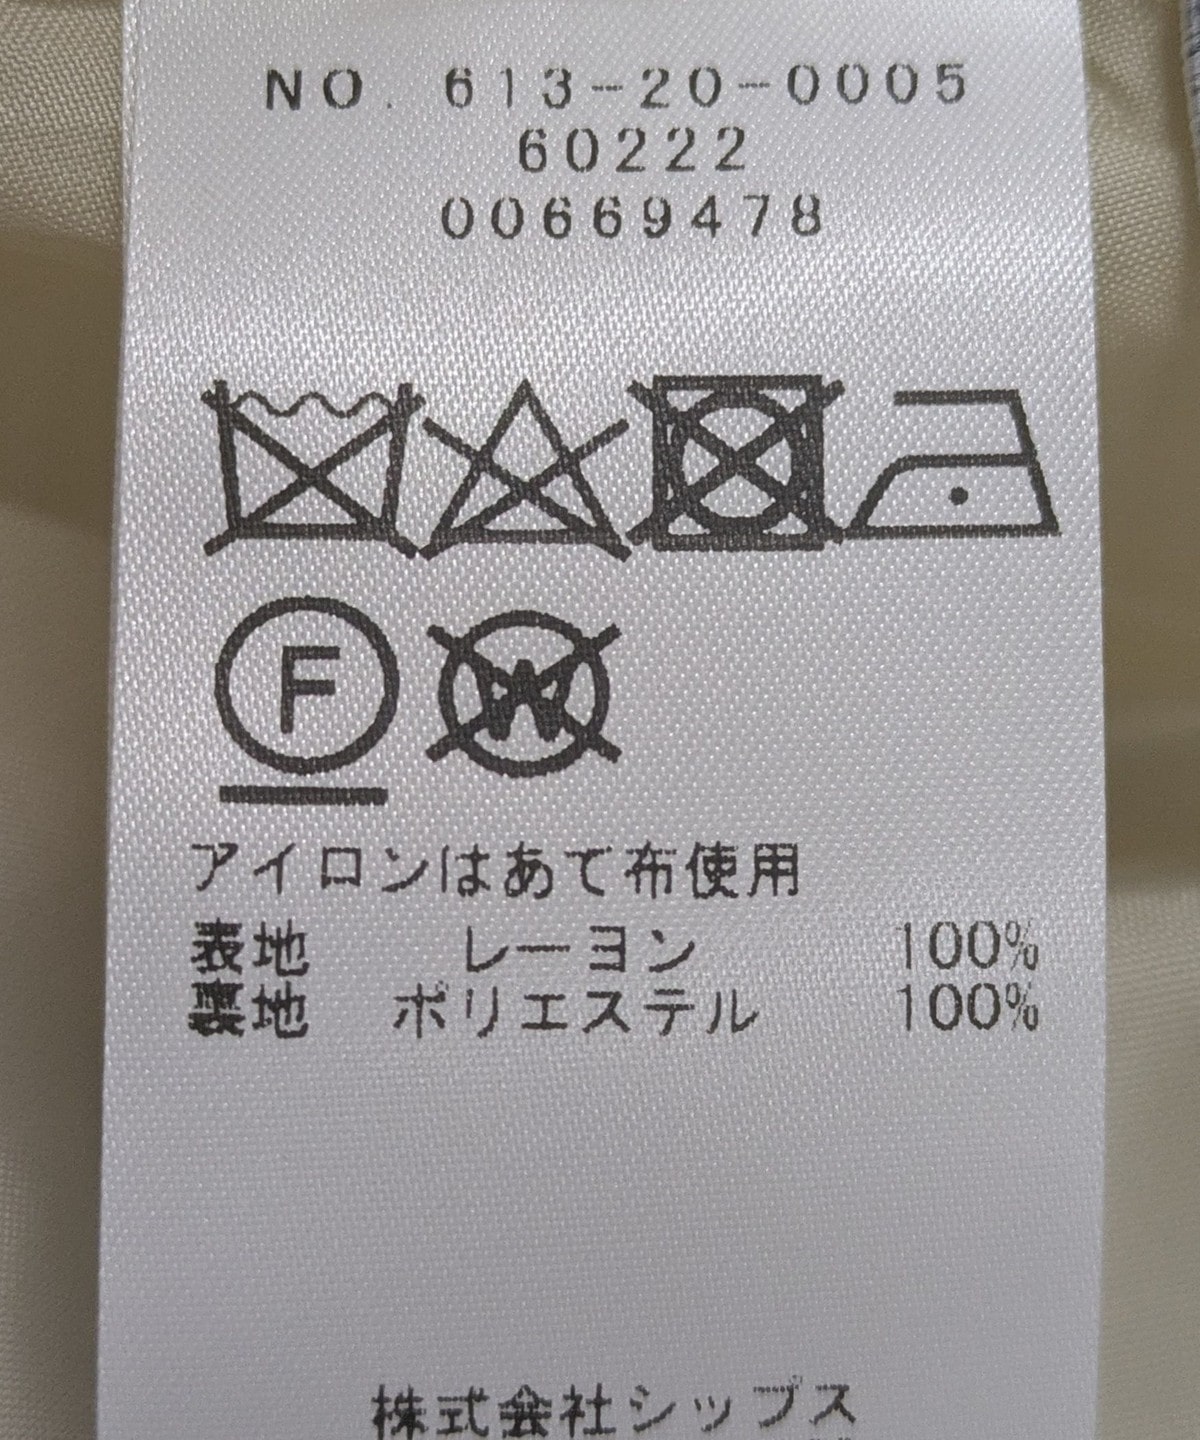 NO. 613-20-0005
60222
00669478
F W
アイロンはあて布使用
表地 レーヨン 100%
裏地 ポリエステル 100%
株式会社シップス